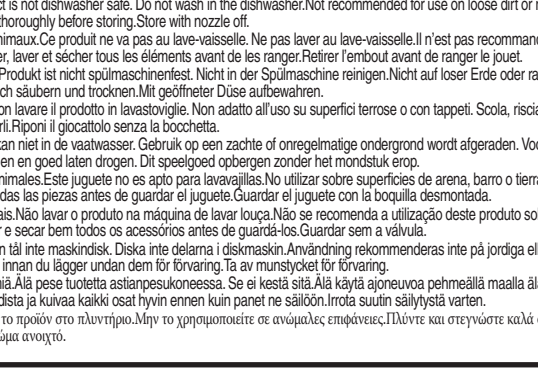 ct is not dishwasher safe. Do not wash in the dishwasher.Not recommended for use on loose dirt or r
thoroughly before storing.Store with nozzle off.
nimaux.Ce produit ne va pas au lave-vaisselle. Ne pas laver au lave-vaisselle.Il n'est pas recommand
er, laver et sécher tous les éléments avant de les ranger.Retirer l'embout avant de ranger le jouet.
Produkt ist nicht spülmaschinenfest. Nicht in der Spülmaschine reinigen.Nicht auf loser Erde oder ra
ch säubern und trocknen.Mit geöffneter Düse aufbewahren.
on lavare il prodotto in lavastoviglie. Non adatto all'uso su superfici terrose o con tappeti. Scola, riscia
rli.Riponi il giocattolo senza la bocchetta.
kan niet in de vaatwasser. Gebruik op een zachte of onregelmatige ondergrond wordt afgeraden. Voo
en en goed laten drogen. Dit speelgoed opbergen zonder het mondstuk erop.
nimales.Este juguete no es apto para lavavajillas.No utilizar sobre superficies de arena, barro o tierra
das las piezas antes de guardar el juguete.Guardar el juguete con la boquilla desmontada.
ais.Não lavar o produto na máquina de lavar louça.Não se recomenda a utilização deste produto so
r e secar bem todos os acessórios antes de guardá-los.Guardar sem a válvula.
n tål inte maskindisk. Diska inte delarna i diskmaskin.Användning rekommenderas inte på jordiga ell
innan du lägger undan dem för förvaring.Ta av munstycket för förvaring.
niä.Älä pese tuotetta astianpesukoneessa. Se ei kestä sitä.Älä käytä ajoneuvoa pehmeällä maalla älä
dista ja kuivaa kaikki osat hyvin ennen kuin panet ne säilöön.Irrota suutin säilytystä varten.
το προϊόν στο πλυντήριο.Μην το χρησιμοποιείτε σε ανώμαλες επιφάνειες.Πλύντε και στεγνώστε καλά
ώμα ανοιχτό.